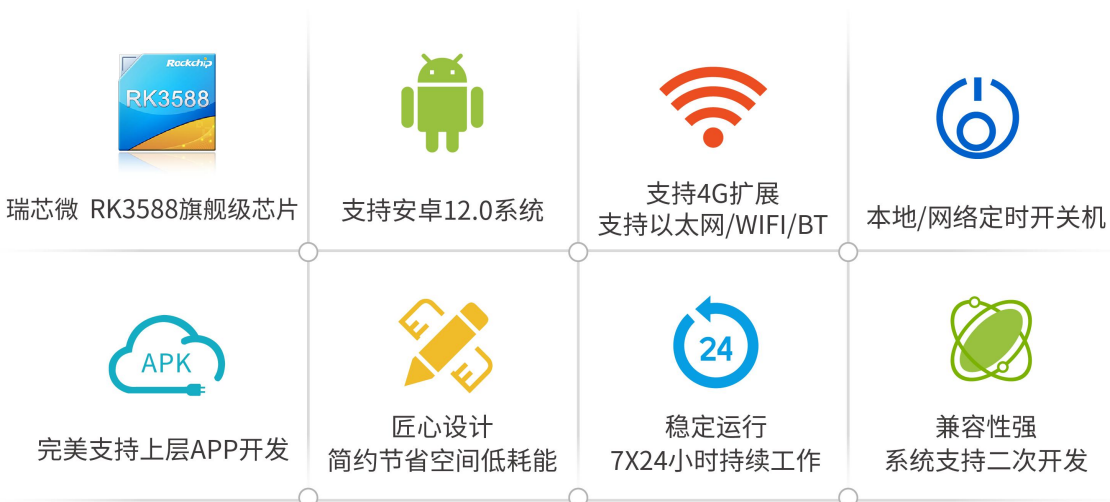 Rockchip
RK3588
瑞芯微 RK3588旗舰级芯片
支持安卓12.0系统
支持4G扩展
支持以太网/WIFI/BT
本地/网络定时开关机
APK
完美支持上层APP开发
匠心设计
简约节省空间低耗能
24
稳定运行
7X24小时持续工作
兼容性强
系统支持二次开发